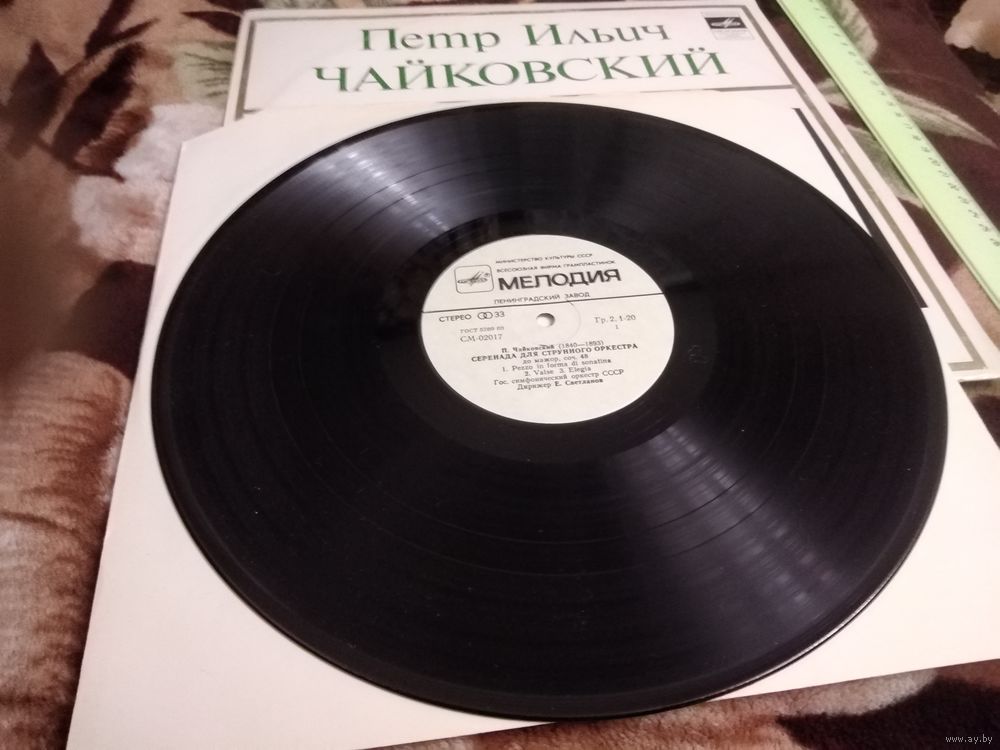 Петр Ильич
ЧАЙКОВСКИЙ
МИНИСТЕРСТВО КУЛЬТУРЫ СССР
ВСЕСОЮЗНАЯ ФИРМА ГРАМПЛАСТИНОК
МЕЛОДИЯ
ЛЕНИНГРАДСКИЙ ЗАВОД
СТЕРЕО 33
ГОСТ 5289
Гр. 2. 1-20
СМ-02017
1
П. Чайковский (1840—1893)
СЕРЕНАДА ДЛЯ СТРУННОГО ОРКЕСТРА
до мажор, соч. 48
1. Pezzo in forma di sonatina
2. Valse 3. Elegia
Гос. симфонический оркестр СССР
Дирижер Е. Светланов
www.ay.by